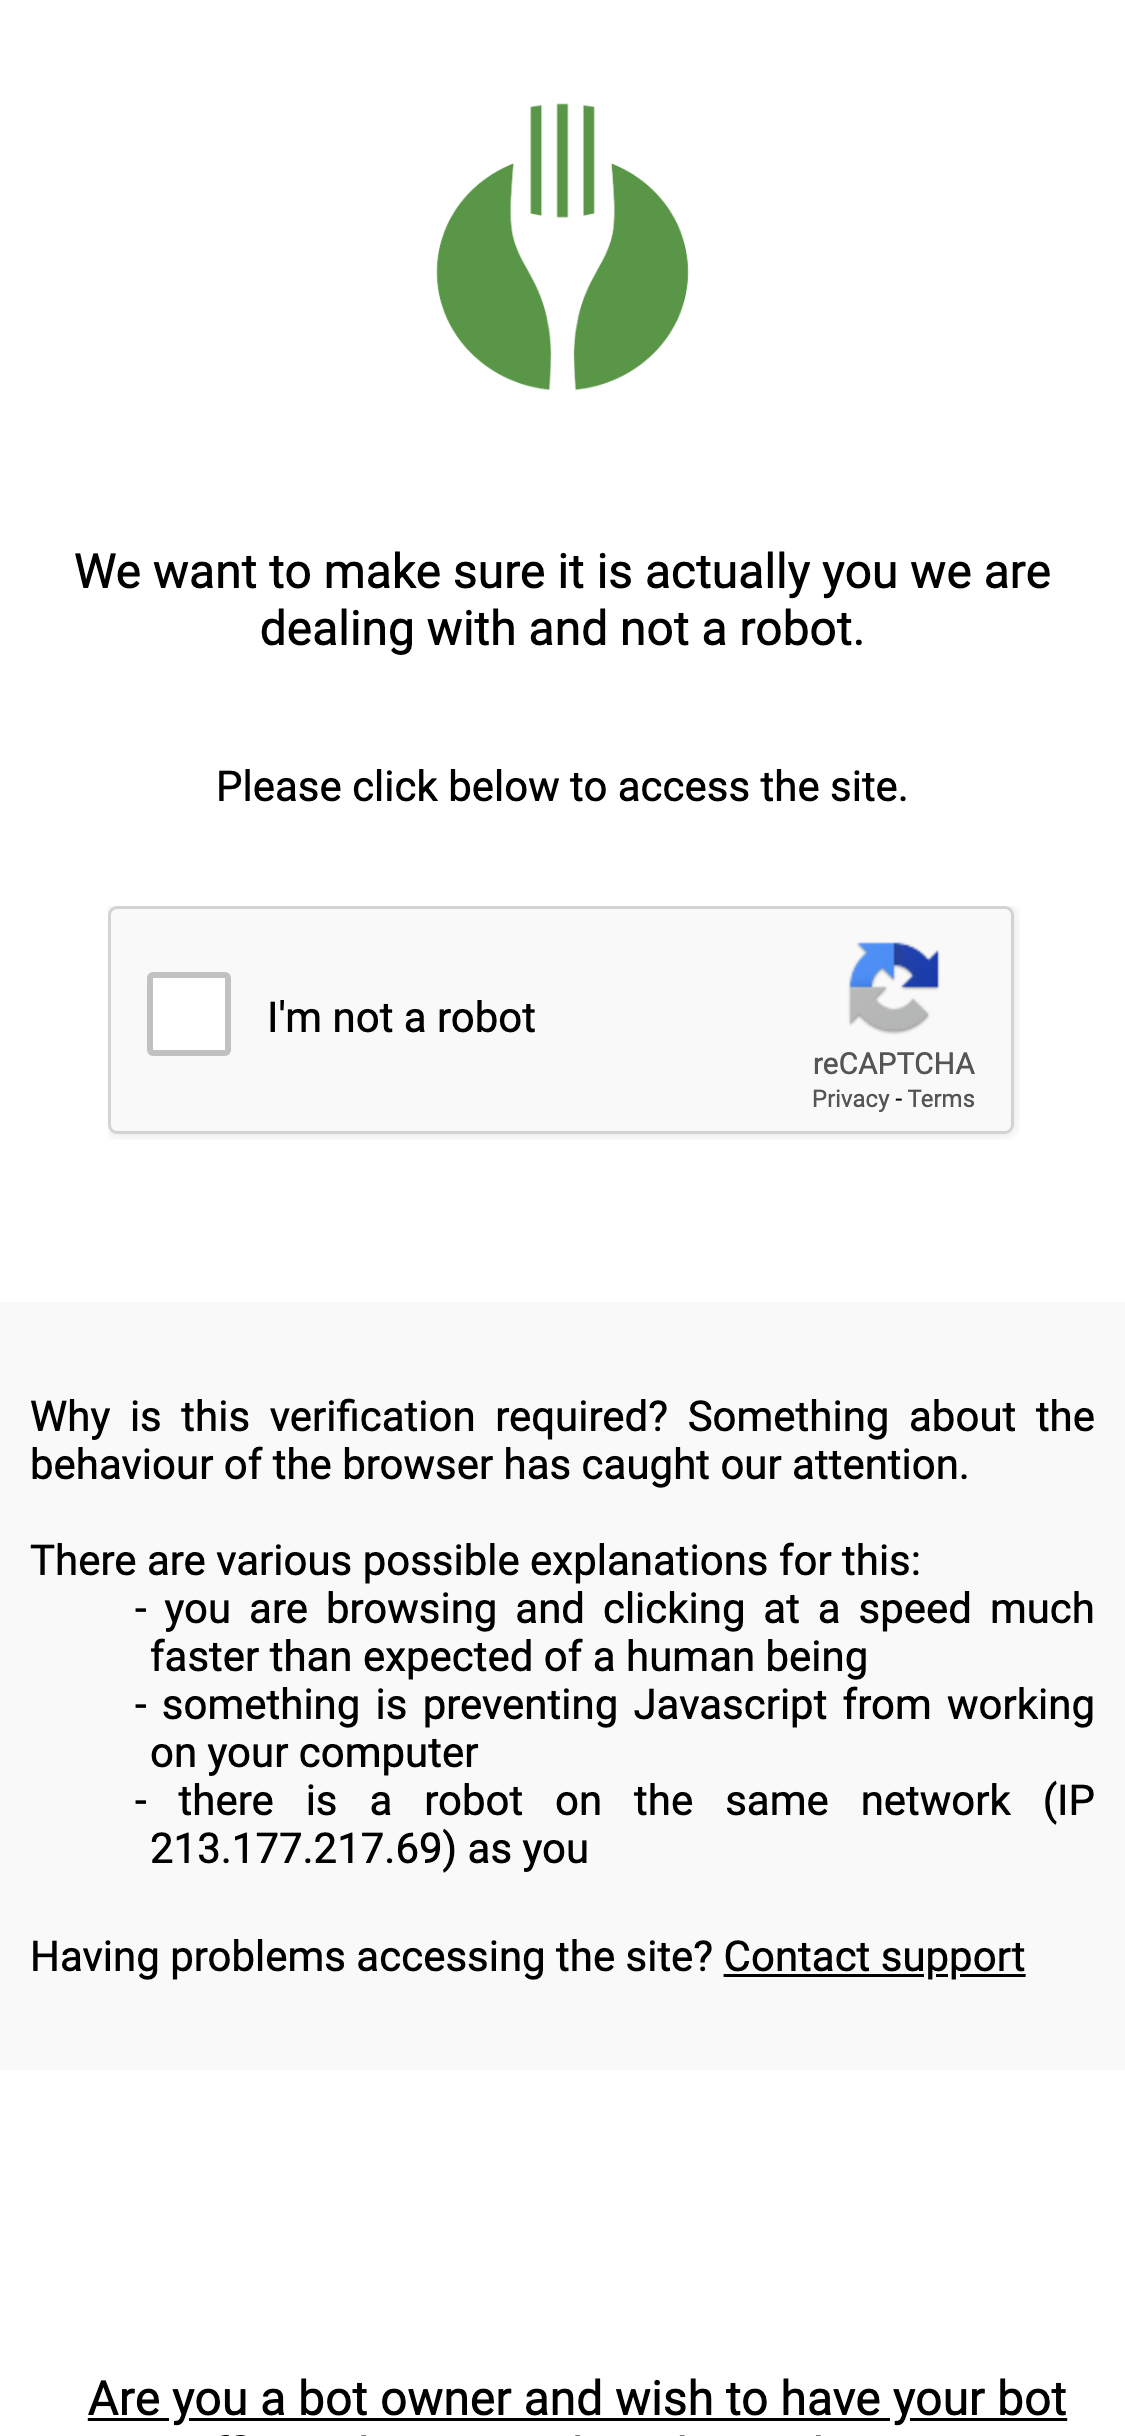 We want to make sure it is actually you we are
dealing with and not a robot.
Please click below to access the site.
I'm not a robot
reCAPTCHA
Privacy - Terms
Why is this verification required? Something about the
behaviour of the browser has caught our attention.
There are various possible explanations for this:
- you are browsing and clicking at a speed much
faster than expected of a human being
- something is preventing Javascript from working
on your computer
- there is a robot on the same network (IP
213.177.217.69) as you
Having problems accessing the site? Contact support
Are you a bot owner and wish to have your bot